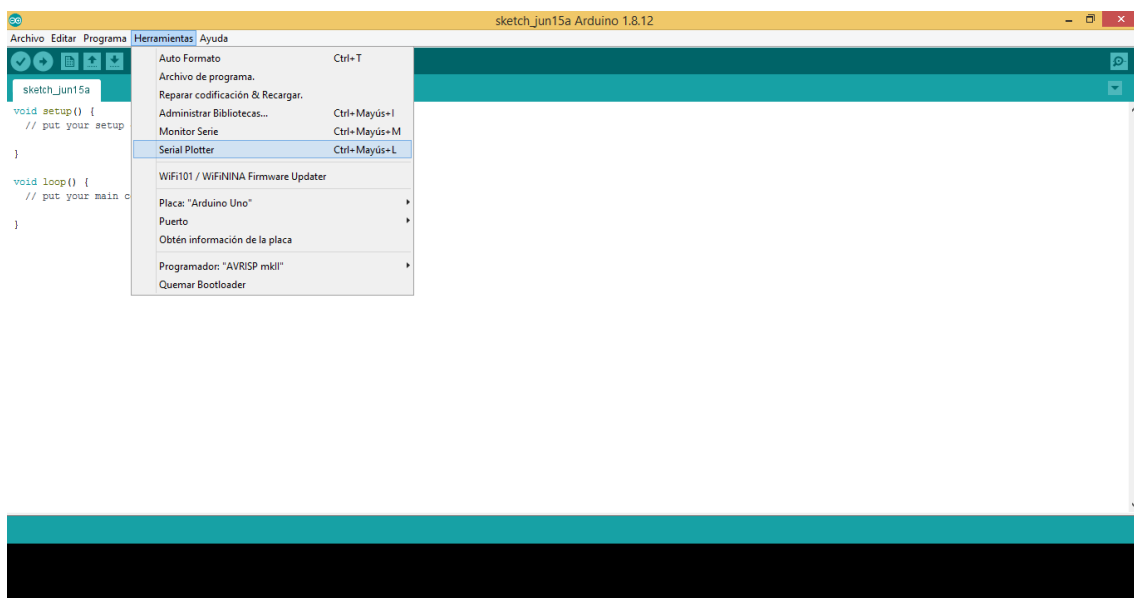 sketch_jun15a Arduino 1.8.12
Archivo Editar Programa Herramientas Ayuda
Auto Formato Ctrl+T
Archivo de programa.
Reparar codificación & Recargar.
Administrar Bibliotecas... Ctrl+Mayús+I
Monitor Serie Ctrl+Mayús+M
Serial Plotter Ctrl+Mayús+L
WiFi101 / WiFiNINA Firmware Updater
Placa: "Arduino Uno"
Puerto
Obtén información de la placa
Programador: "AVRISP mkII"
Quemar Bootloader
sketch_jun15a
void setup() {
// put your setup
}
void loop() {
// put your main c
}